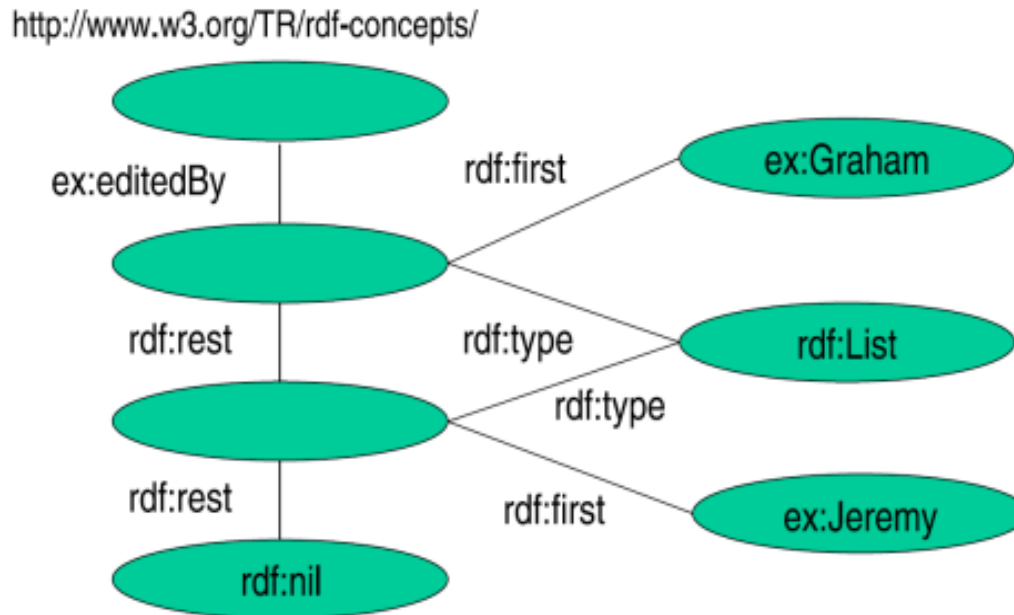 http://www.w3.org/TR/rdf-concepts/
ex:editedBy
rdf:first
ex:Graham
rdf:rest
rdf:type
rdf:List
rdf:type
rdf:rest
rdf:first
ex:Jeremy
rdf:nil